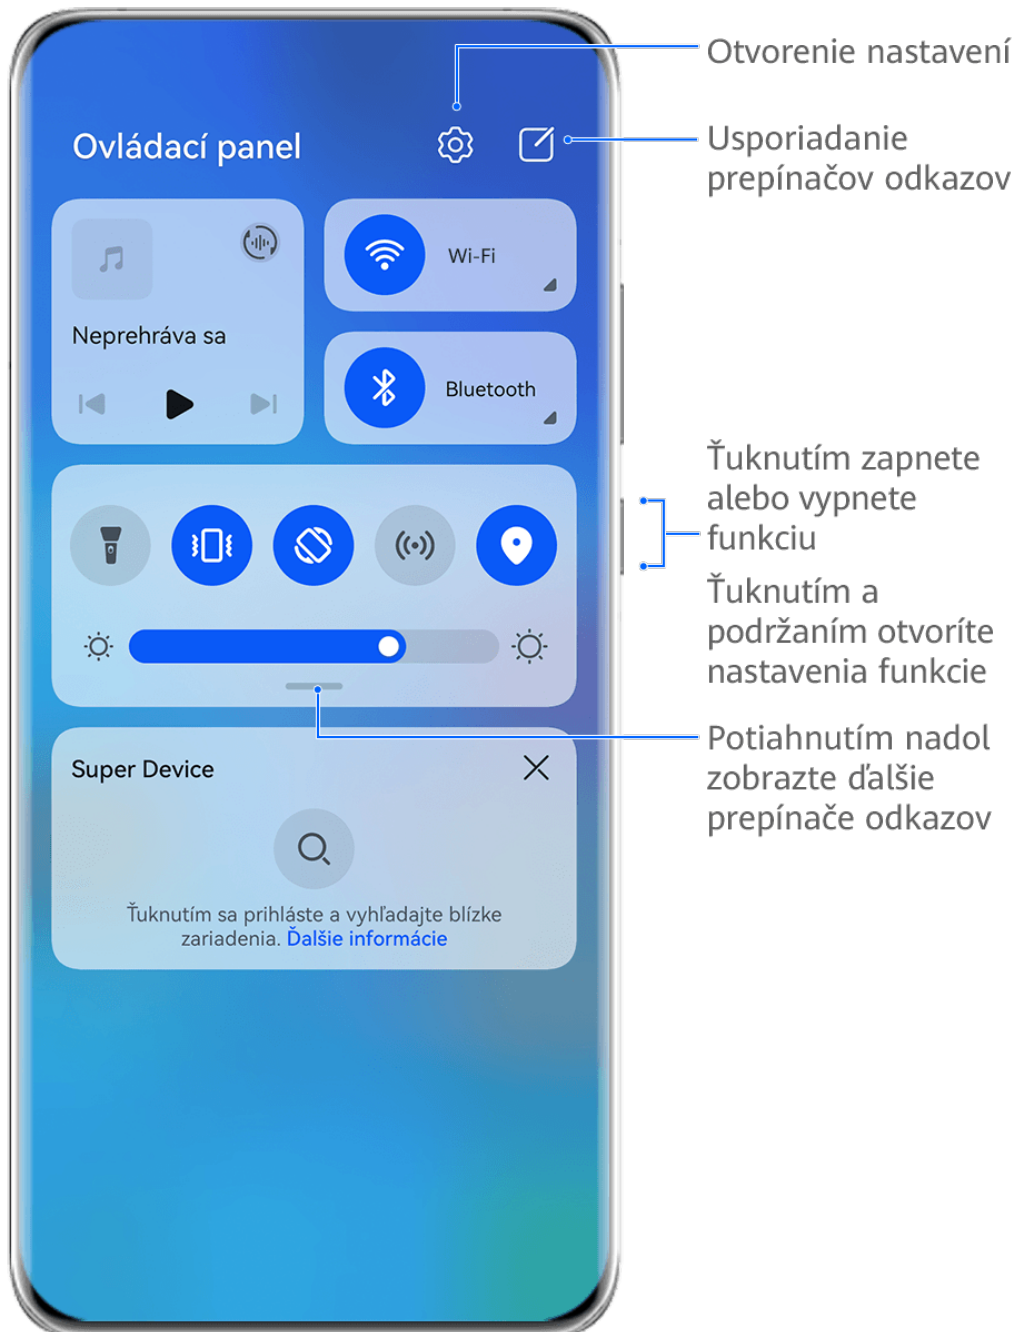 Otvorenie nastavení
Ovládací panel
Usporiadanie
prepínačov odkazov
Wi-Fi
Neprehráva sa
Bluetooth
Ťuknutím zapnete
alebo vypnete
funkciu
Ťuknutím a
podržaním otvoríte
nastavenia funkcie
Potiahnutím nadol
zobrazte ďalšie
prepínače odkazov
Super Device
Ťuknutím sa prihláste a vyhľadajte blízke
zariadenia. Ďalšie informácie